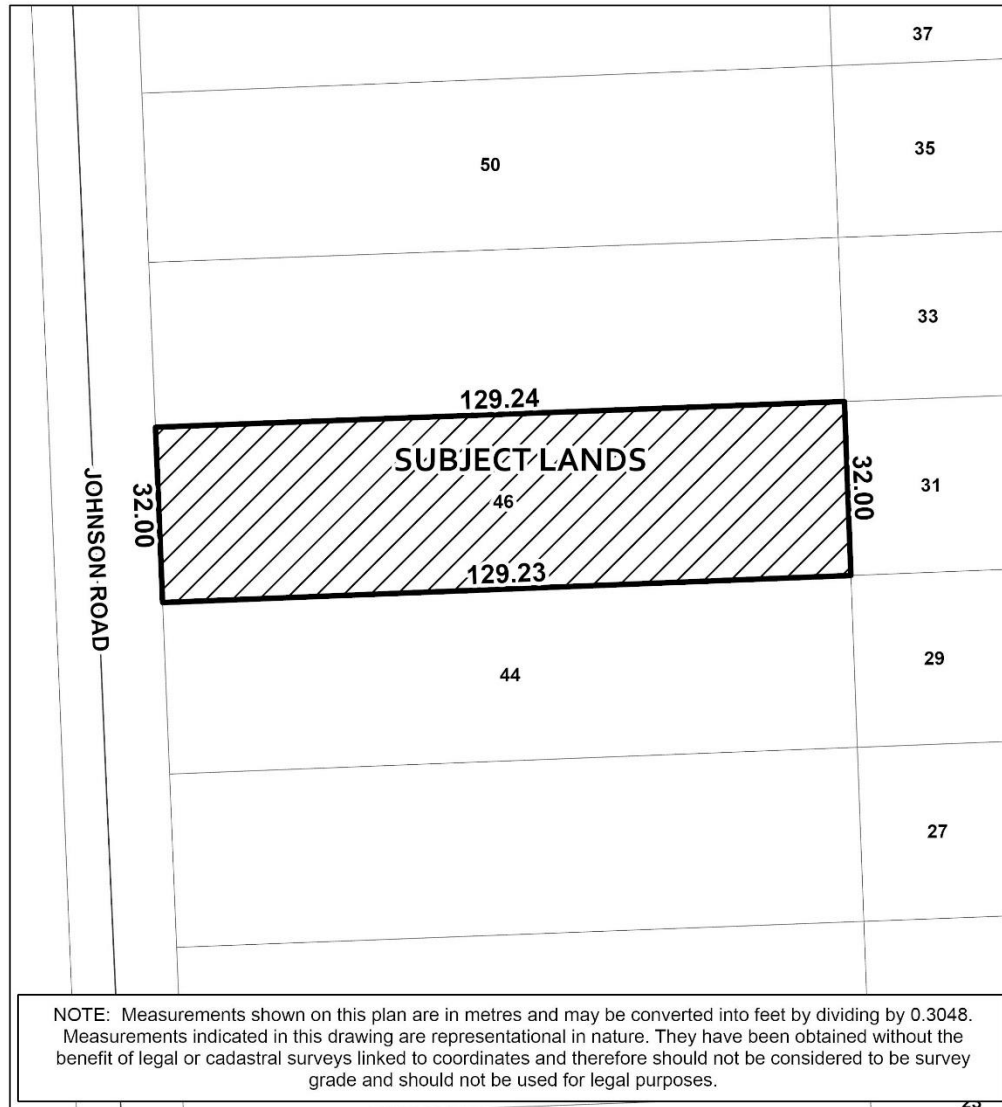 37
35
50
33
129.24
SUBJECT LANDS
46
32.00
32.00
31
JOHNSON ROAD
129.23
29
44
27
NOTE: Measurements shown on this plan are in metres and may be converted into feet by dividing by 0.3048.
Measurements indicated in this drawing are representational in nature. They have been obtained without the
benefit of legal or cadastral surveys linked to coordinates and therefore should not be considered to be survey
grade and should not be used for legal purposes.